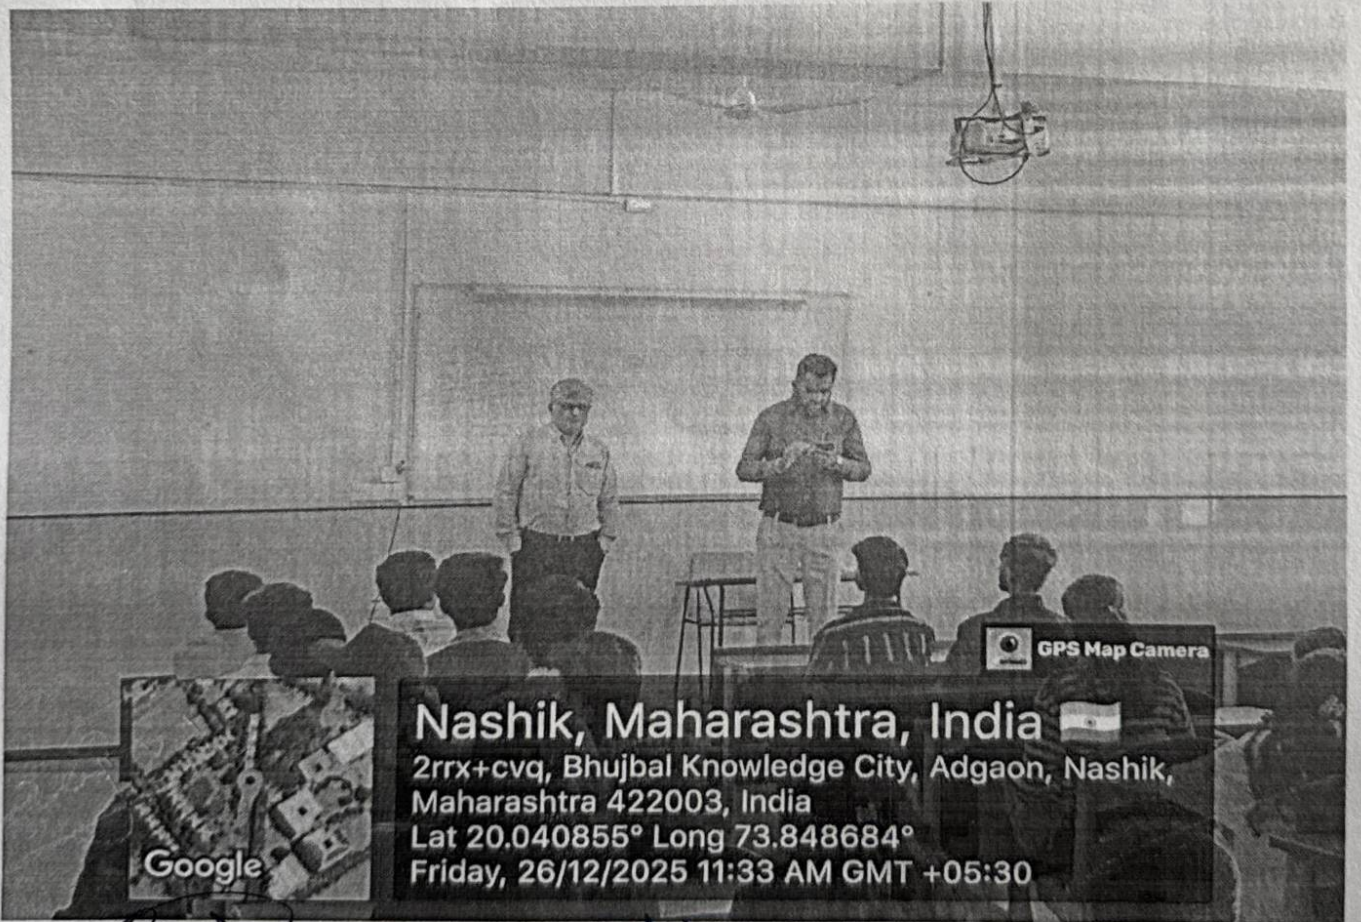 GPS Map Camera
Nashik, Maharashtra, India
2rrx+cvq, Bhujbal Knowledge City, Adgaon, Nashik,
Maharashtra 422003, India
Lat 20.040855° Long 73.848684°
Friday, 26/12/2025 11:33 AM GMT +05:30
Google